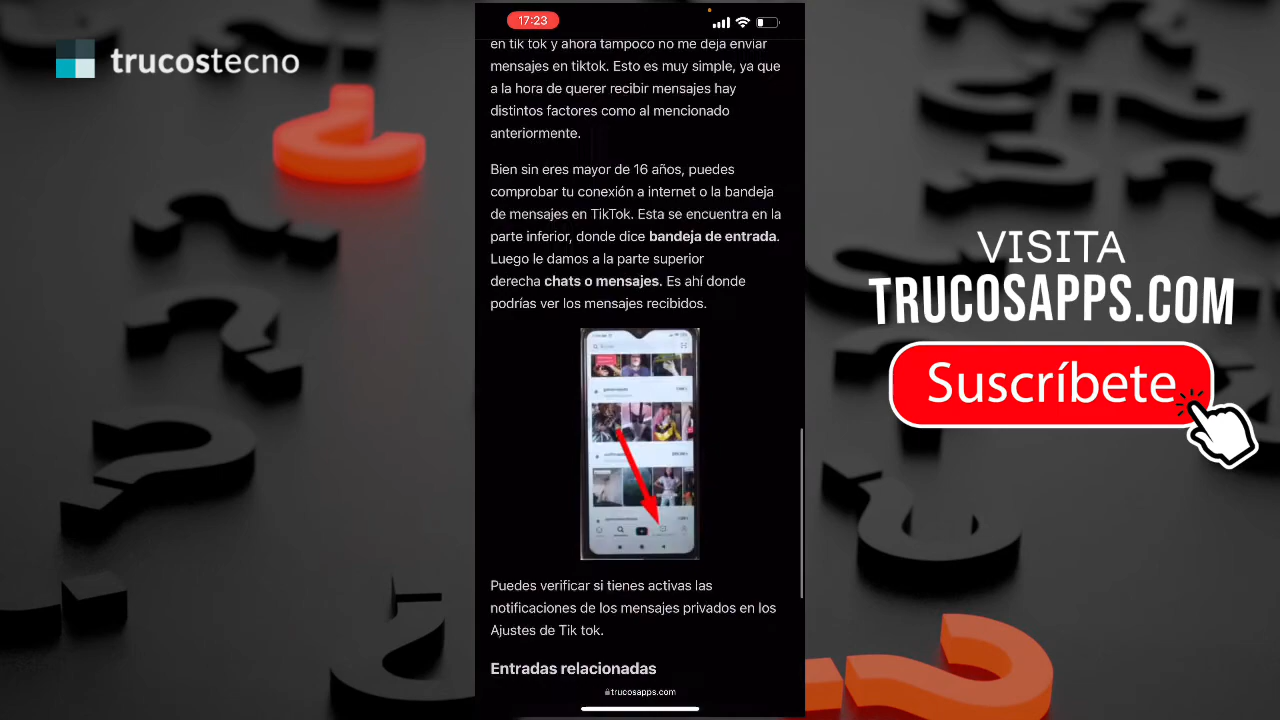 trucostecno
17:23
en tik tok y ahora tampoco no me deja enviar
mensajes en tiktok. Esto es muy simple, ya que
a la hora de querer recibir mensajes hay
distintos factores como al mencionado
anteriormente.
Bien sin eres mayor de 16 años, puedes
comprobar tu conexión a internet o la bandeja
de mensajes en TikTok. Esta se encuentra en la
parte inferior, donde dice bandeja de entrada.
Luego le damos a la parte superior
derecha chats o mensajes. Es ahí donde
podrías ver los mensajes recibidos.
Puedes verificar si tienes activas las
notificaciones de los mensajes privados en los
Ajustes de Tik tok.
Entradas relacionadas
trucosapps.com
VISITA
TRUCOSAPPS.COM
Suscríbete